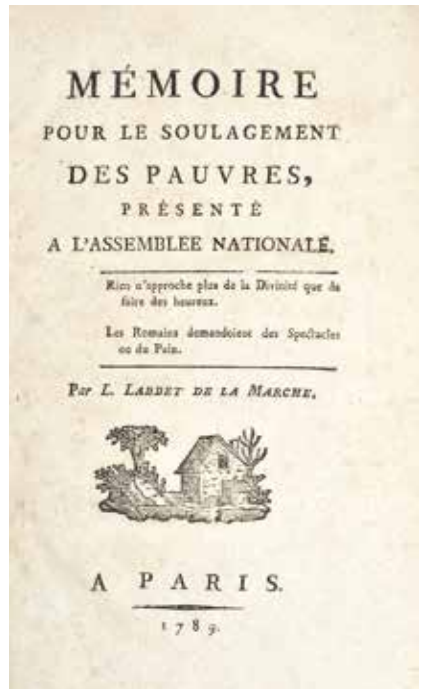 MÉMOIRE
POUR LE SOULAGEMENT
DES PAUVRES,
PRÉSENTÉ
A L'ASSEMBLEE NATIONALE.
Rien n'approche plus de la Divinité que de
faire des heureux.
Les Romains demandoient des Spectacles
ou du Pain.
Par L. LABBET DE LA MARCHE.
A PARIS.
1789.